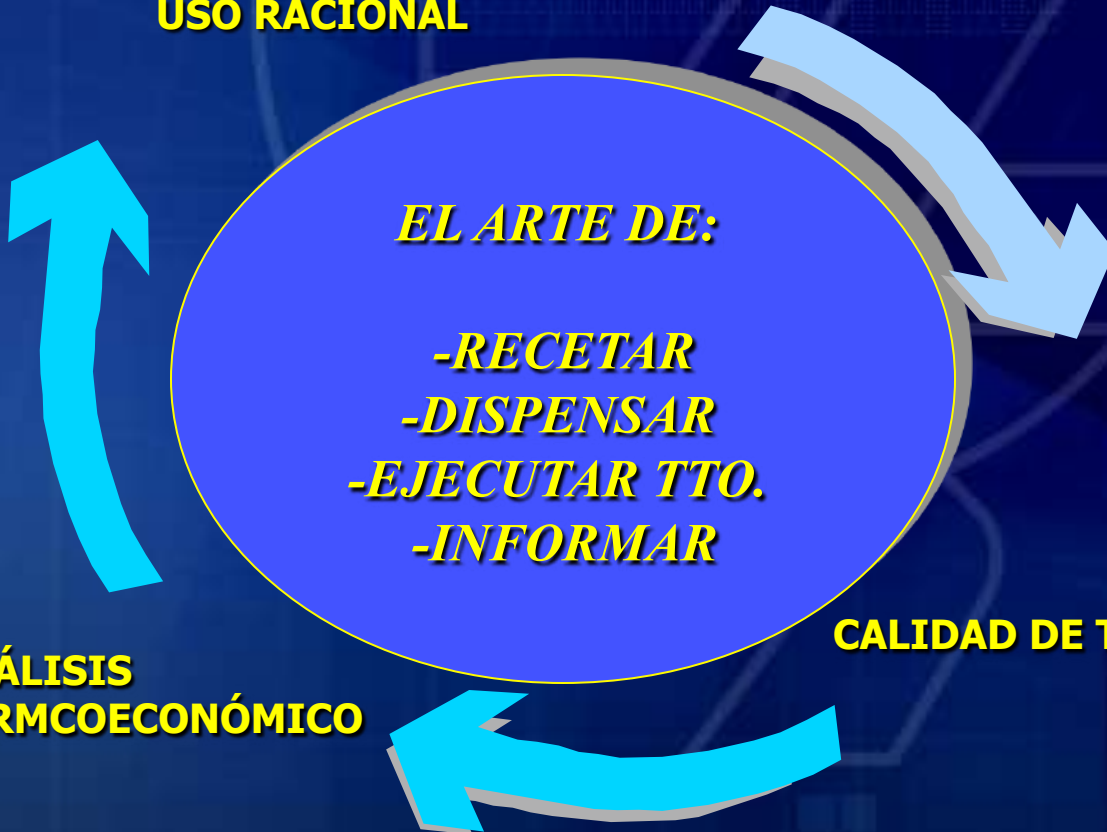 USO RACIONAL
EL ARTE DE:
-RECETAR
-DISPENSAR
-EJECUTAR TTO.
-INFORMAR
CALIDAD DE T
ÁLISIS
RMCOECONÓMICO